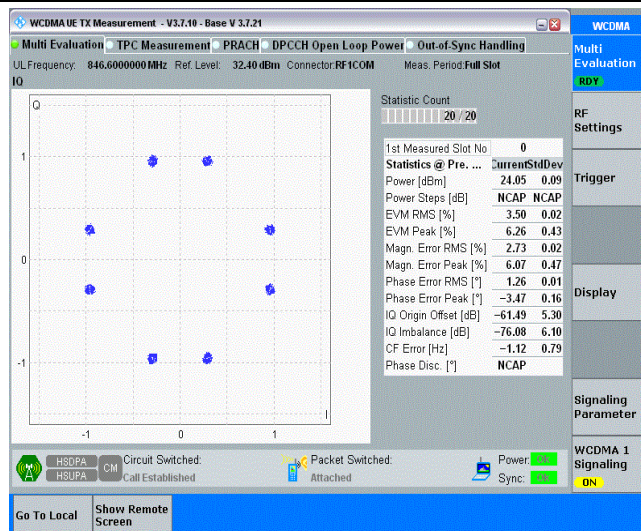 WCDMA UE TX Measurement - V3.7.10 - Base V 3.7.21
WCDMA
Multi Evaluation TPC Measurement PRACH DPCCH Open Loop Power Out-of-Sync Handling
UL Frequency: 846.6000000 MHz Ref. Level: 32.40 dBm Connector: RF1COM Meas. Period: Full Slot
IQ
Q
1
0
-1
-1 0 1
I
Statistic Count
20 / 20
1st Measured Slot No 0
Statistics @ Pre. ... Current StdDev
Power [dBm] 24.05 0.09
Power Steps [dB] NCAP NCAP
EVM RMS [%] 3.50 0.02
EVM Peak [%] 6.26 0.43
Magn. Error RMS [%] 2.73 0.02
Magn. Error Peak [%] 6.07 0.47
Phase Error RMS [°] 1.26 0.01
Phase Error Peak [°] -3.47 0.16
IQ Origin Offset [dB] -61.49 5.30
IQ Imbalance [dB] -76.08 6.10
CF Error [Hz] -1.12 0.79
Phase Disc. [°] NCAP
Multi
Evaluation
RDY
RF
Settings
Trigger
Display
Signaling
Parameter
WCDMA 1
Signaling
ON
HSDPA
HSUPA
CM
Circuit Switched:
Call Established
Packet Switched:
Attached
Power: OK
Sync: OK
Go To Local
Show Remote
Screen